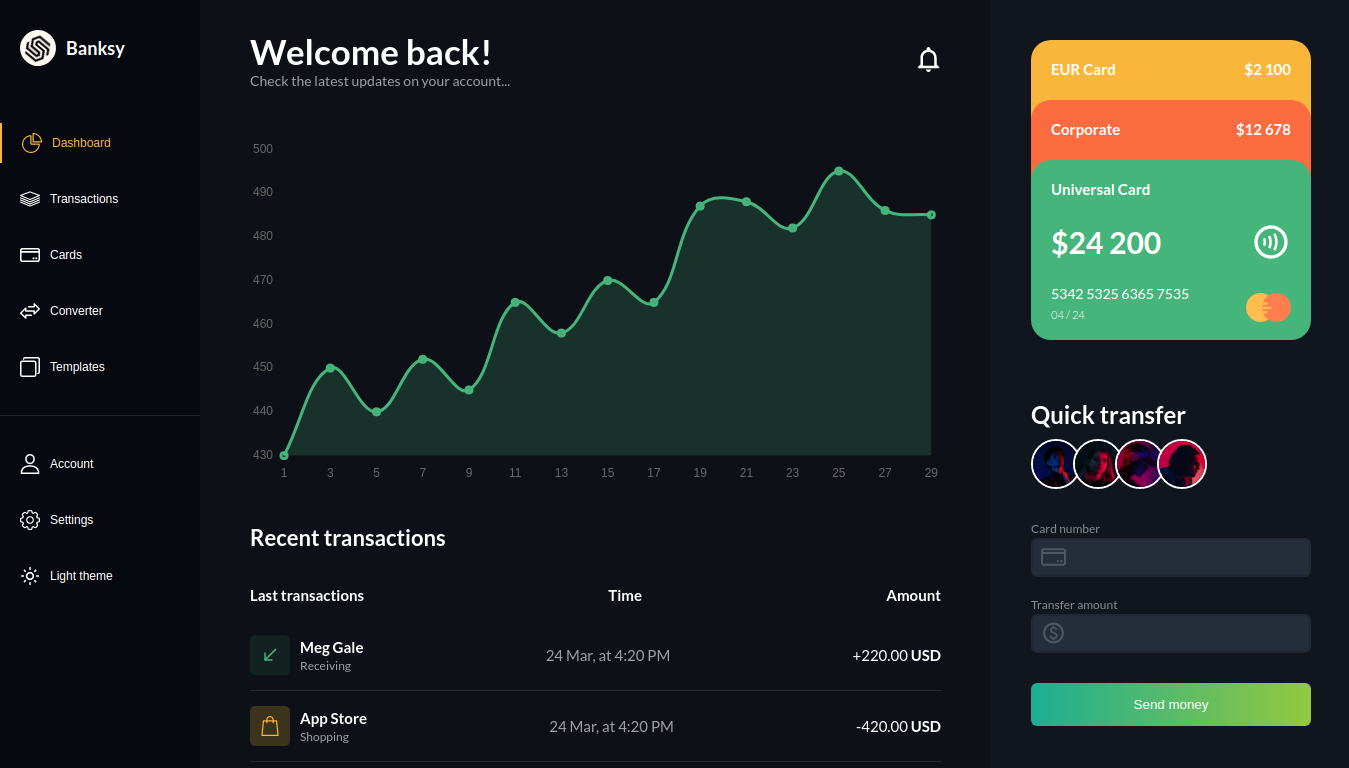 Banksy
Dashboard
Transactions
Cards
Converter
Templates
Account
Settings
Light theme
Welcome back!
Check the latest updates on your account...
500
490
480
470
460
450
440
430
1 3 5 7 9 11 13 15 17 19 21 23 25 27 29
Recent transactions
Last transactions Time Amount
Meg Gale
Receiving
24 Mar, at 4:20 PM
+220.00 USD
App Store
Shopping
24 Mar, at 4:20 PM
-420.00 USD
EUR Card $2 100
Corporate $12 678
Universal Card
$24 200
5342 5325 6365 7535
04 / 24
Quick transfer
Card number
Transfer amount
Send money